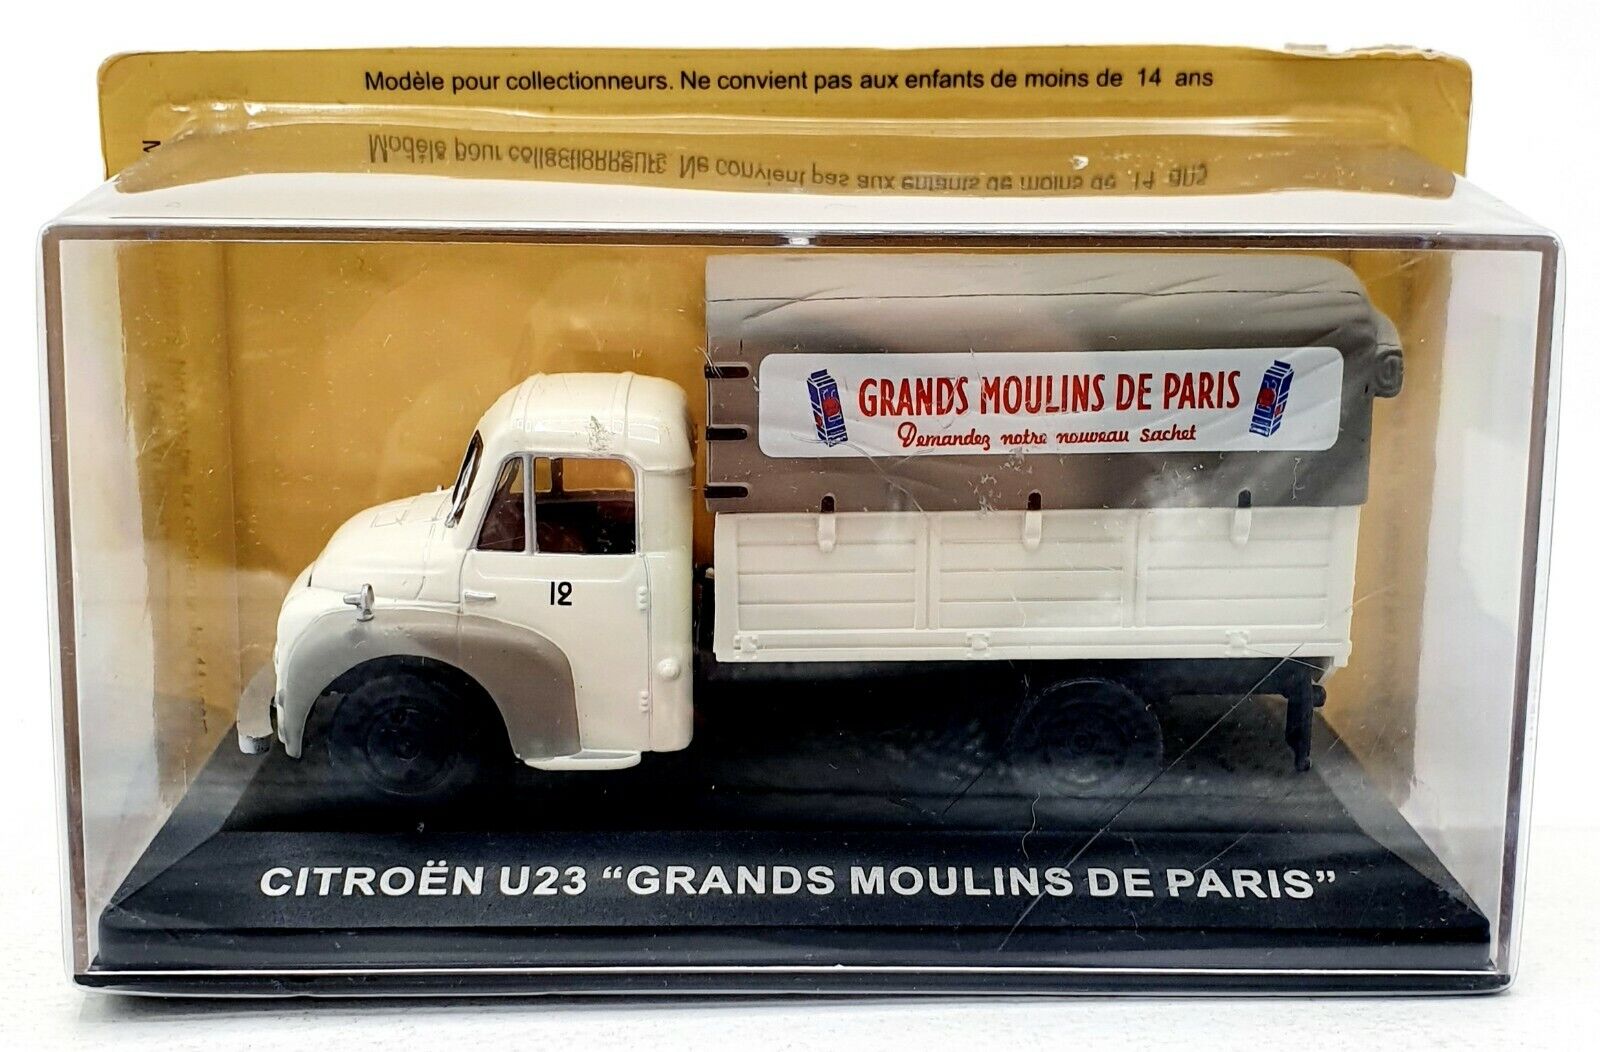 Modèle pour collectionneurs. Ne convient pas aux enfants de moins de 14 ans
GRANDS MOULINS DE PARIS
Demandez notre nouveau Sachet
12
CITROËN U23 “GRANDS MOULINS DE PARIS”